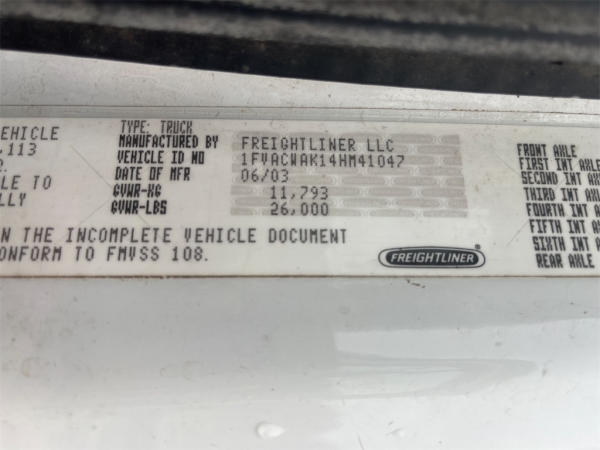 EHICLE
.113
LE TO
LLY
TYPE: TRUCK
MANUFACTURED BY FREIGHTLINER LLC
VEHICLE ID NO 1FVACWAK14HM41047
DATE OF MFR 06/03
GVWR-KG 11,793
GVWR-LBS 26,000
N THE INCOMPLETE VEHICLE DOCUMENT
ONFORM TO FMVSS 108.
FREIGHTLINER®
FRONT AXLE
FIRST INT AXLE
SECOND INT AX
THIRD INT AX
FOURTH INT A
FIFTH INT A
SIXTH INT A
REAR AXLE